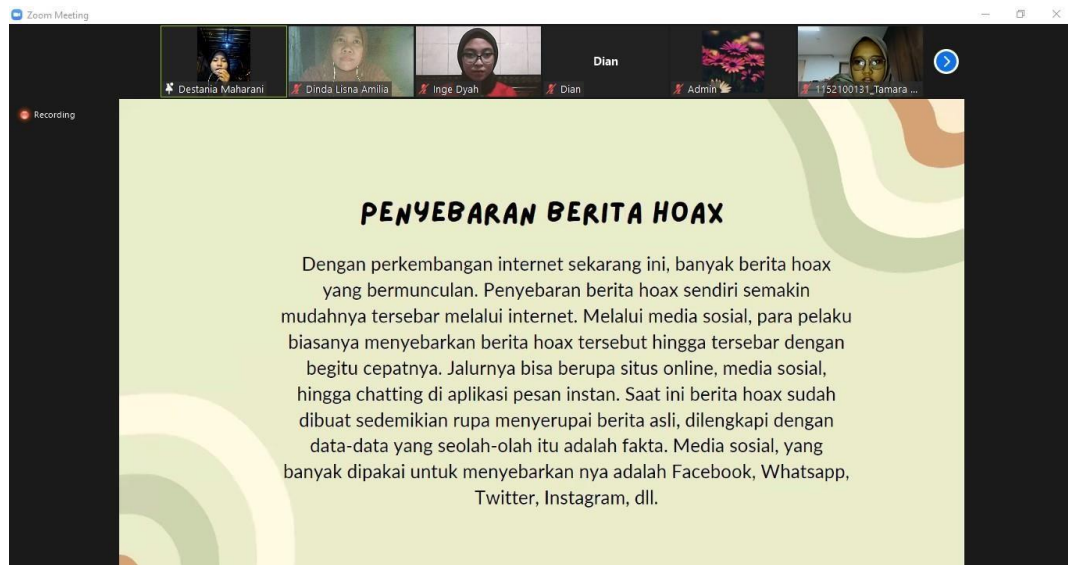 Zoom Meeting
Destania Maharani
Dinda Lisna Amilia
Inge Dyah
Dian
Dian
Admin
1152100131_Tamara ...
Recording
PENYEBARAN BERITA HOAX
Dengan perkembangan internet sekarang ini, banyak berita hoax
yang bermunculan. Penyebaran berita hoax sendiri semakin
mudahnya tersebar melalui internet. Melalui media sosial, para pelaku
biasanya menyebarkan berita hoax tersebut hingga tersebar dengan
begitu cepatnya. Jalurnya bisa berupa situs online, media sosial,
hingga chatting di aplikasi pesan instan. Saat ini berita hoax sudah
dibuat sedemikian rupa menyerupai berita asli, dilengkapi dengan
data-data yang seolah-olah itu adalah fakta. Media sosial, yang
banyak dipakai untuk menyebarkan nya adalah Facebook, Whatsapp,
Twitter, Instagram, dll.